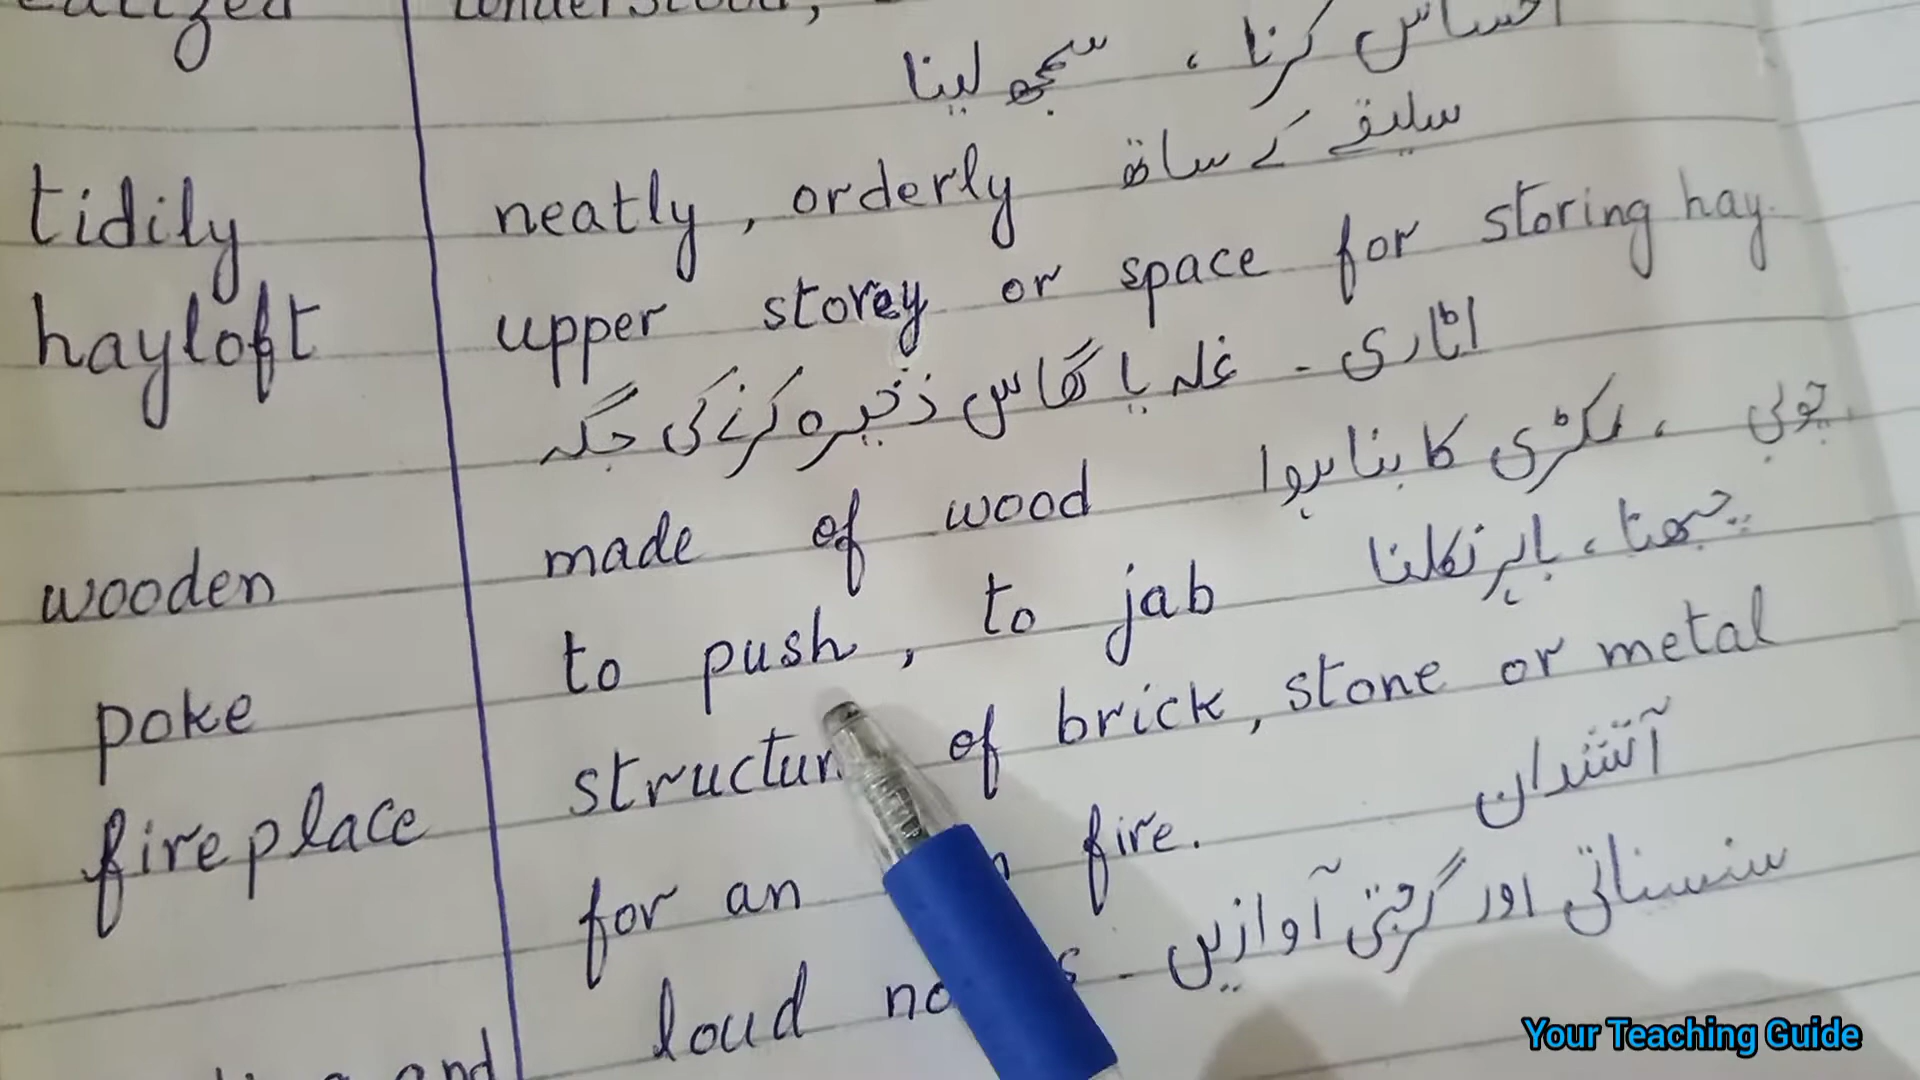 احساس کرنا ، سمجھ لینا
tidily neatly, orderly سلیقے کے ساتھ
hayloft upper storey or space for storing hay.
اٹاری - غلہ یا گھاس ذخیرہ کرنے کی جگہ
wooden made of wood چوبی ، لکڑی کا بنا ہوا
poke to push, to jab چبھنا ، باہر نکلنا
fireplace structur of brick, stone or metal
for an fire. آتشدان
loud سنسناتی اور گرجتی آوازیں -
and
Your Teaching Guide